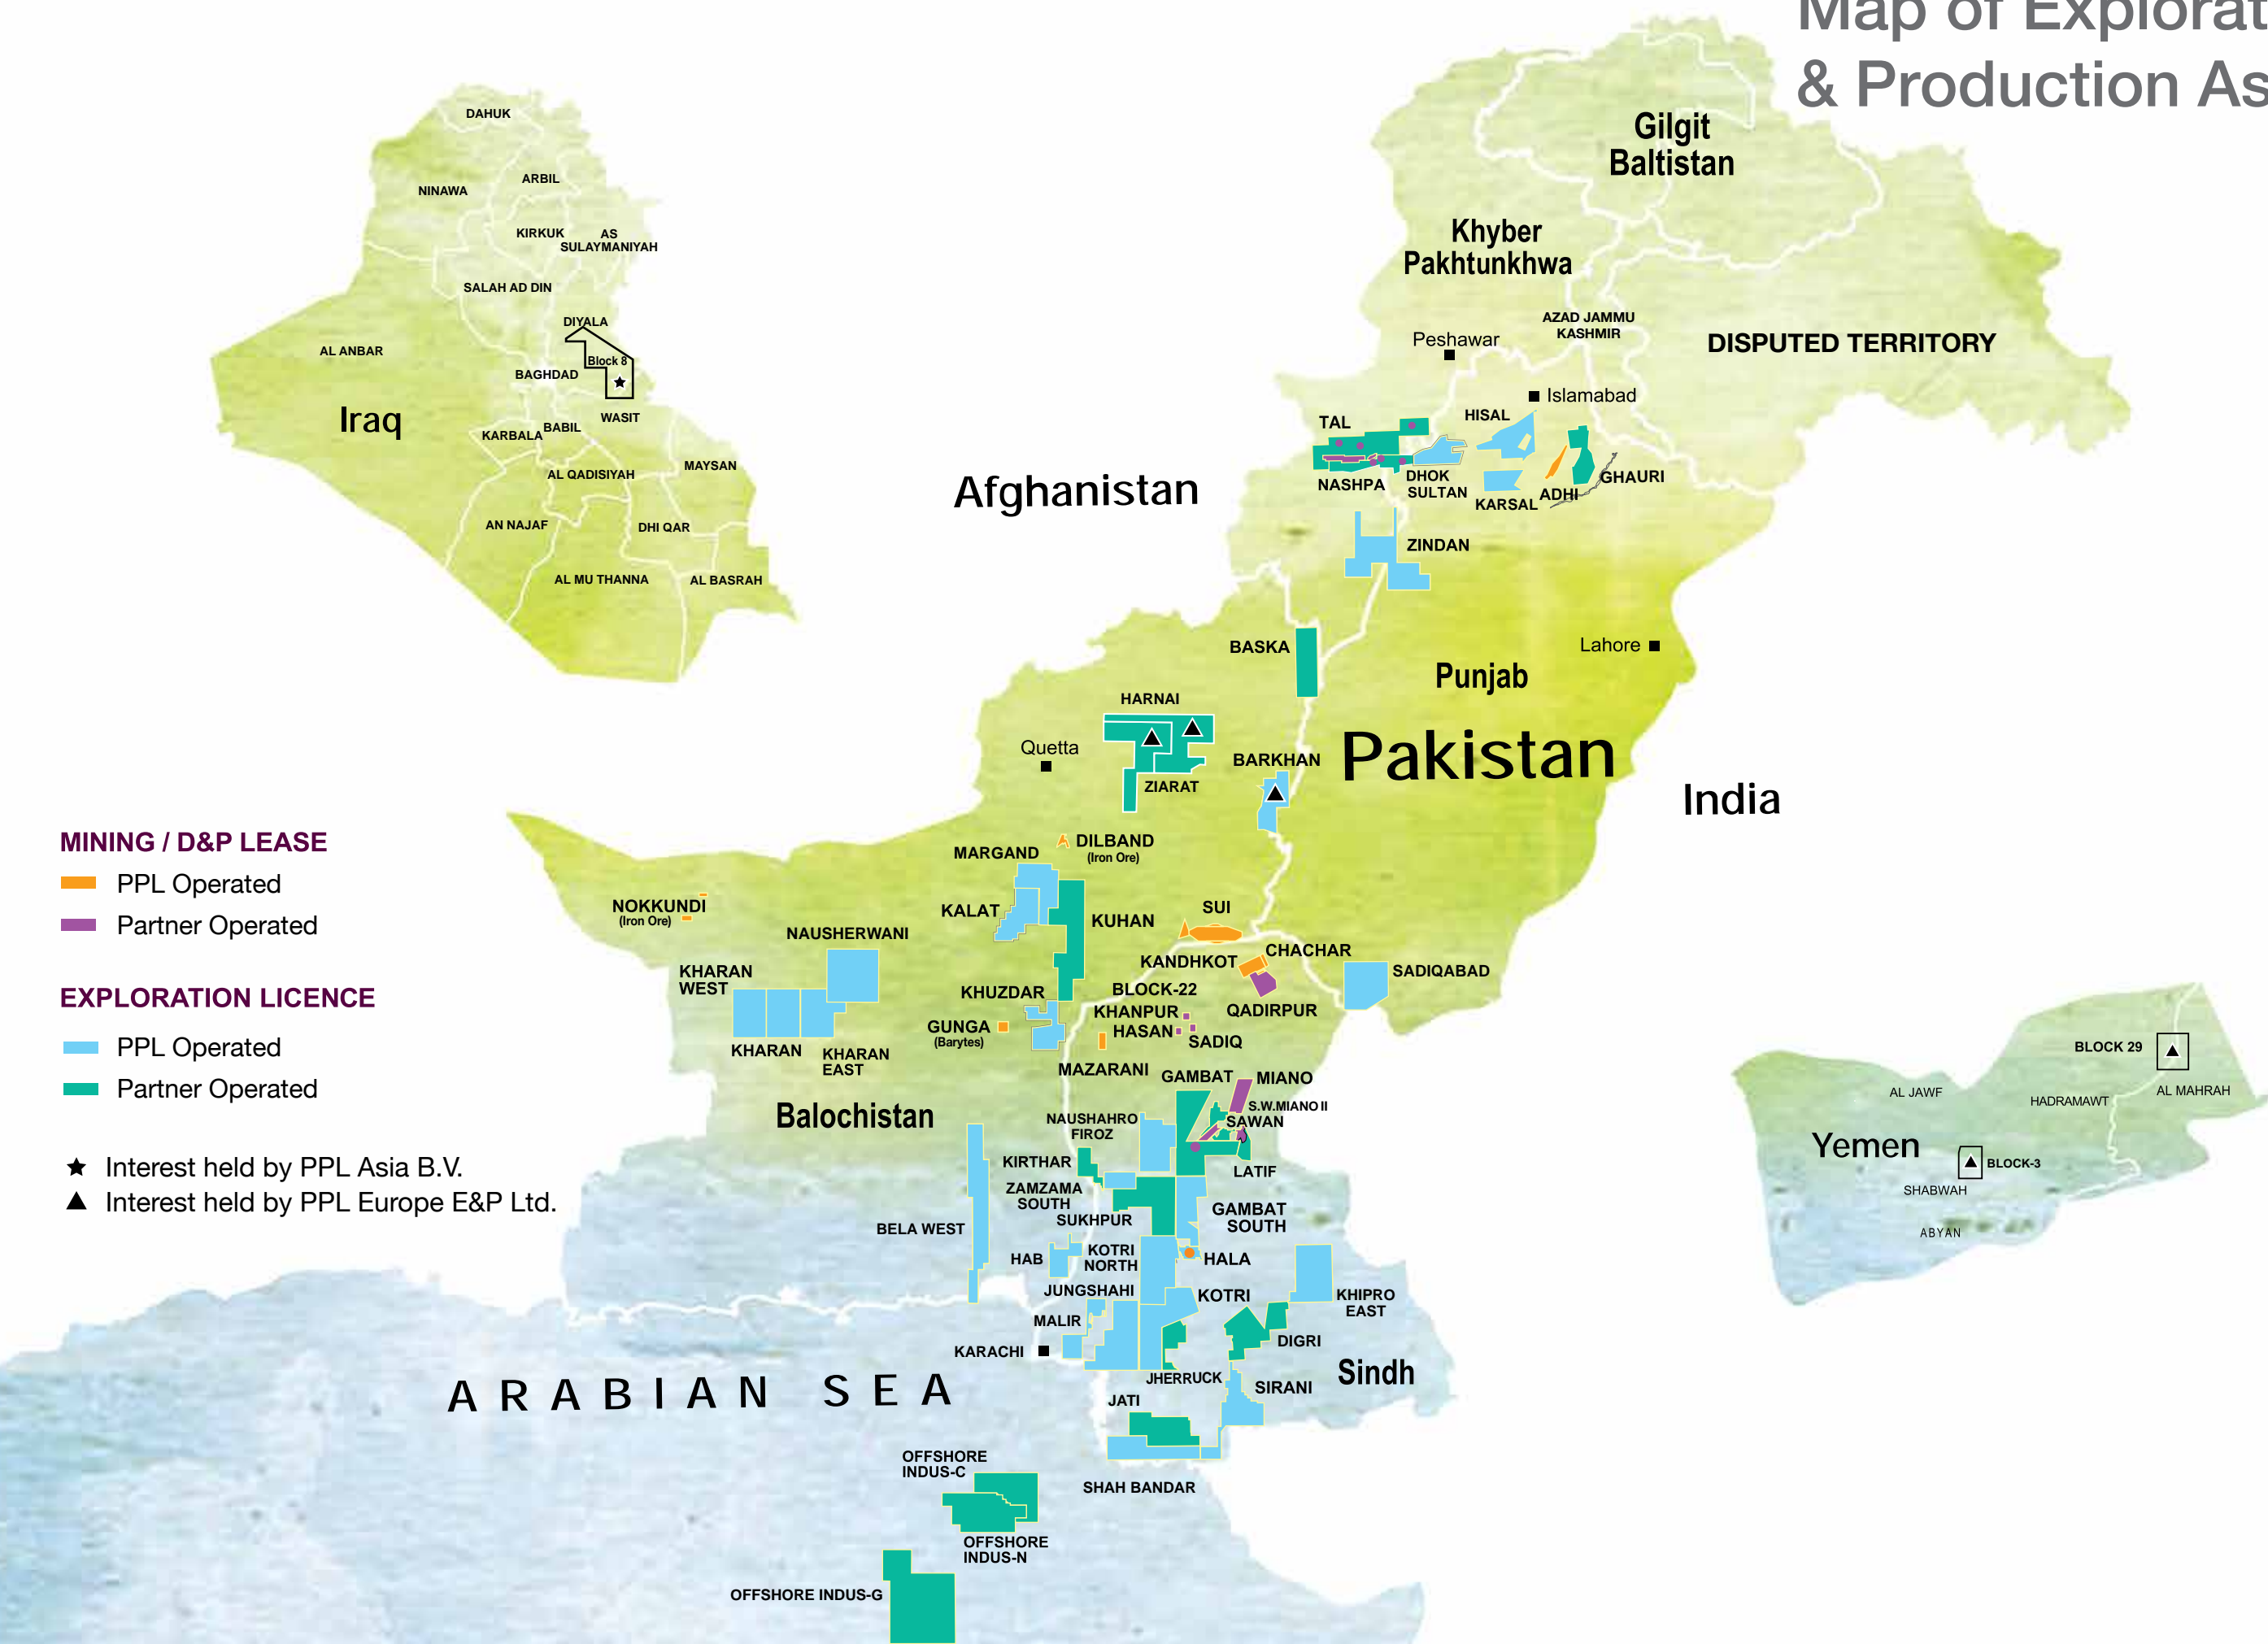 Map of Explorat
& Production As
DAHUK
NINAWA
ARBIL
KIRKUK
AS
SULAYMANIYAH
SALAH AD DIN
DIYALA
AL ANBAR
Block 8
BAGHDAD
Iraq
WASIT
KARBALA
BABIL
AL QADISIYAH
MAYSAN
AN NAJAF
DHI QAR
AL MU THANNA
AL BASRAH
Gilgit
Baltistan
Khyber
Pakhtunkhwa
AZAD JAMMU
KASHMIR
DISPUTED TERRITORY
Peshawar
Islamabad
TAL
HISAL
NASHPA
DHOK
SULTAN
KARSAL
ADHI
GHAURI
Afghanistan
ZINDAN
BASKA
Lahore
Punjab
HARNAI
Quetta
BARKHAN
Pakistan
ZIARAT
India
DILBAND
(Iron Ore)
MARGAND
NOKKUNDI
(Iron Ore)
KALAT
KUHAN
SUI
NAUSHERWANI
CHACHAR
KANDHKOT
SADIQABAD
KHARAN
WEST
KHUZDAR
BLOCK-22
QADIRPUR
KHANPUR
GUNGA
(Barytes)
HASAN
SADIQ
KHARAN
KHARAN
EAST
MAZARANI
GAMBAT
MIANO
S.W.MIANO II
SAWAN
Balochistan
NAUSHAHRO
FIROZ
KIRTHAR
LATIF
ZAMZAMA
SOUTH
SUKHPUR
GAMBAT
SOUTH
BELA WEST
HAB
KOTRI
NORTH
HALA
JUNGSHAHI
KOTRI
KHIPRO
EAST
MALIR
DIGRI
KARACHI
Sindh
JHERRUCK
SIRANI
JATI
ARABIAN SEA
SHAH BANDAR
OFFSHORE
INDUS-C
OFFSHORE
INDUS-N
OFFSHORE INDUS-G
MINING / D&P LEASE
PPL Operated
Partner Operated
EXPLORATION LICENCE
PPL Operated
Partner Operated
Interest held by PPL Asia B.V.
Interest held by PPL Europe E&P Ltd.
BLOCK 29
AL JAWF
HADRAMAWT
AL MAHRAH
Yemen
BLOCK-3
SHABWAH
ABYAN